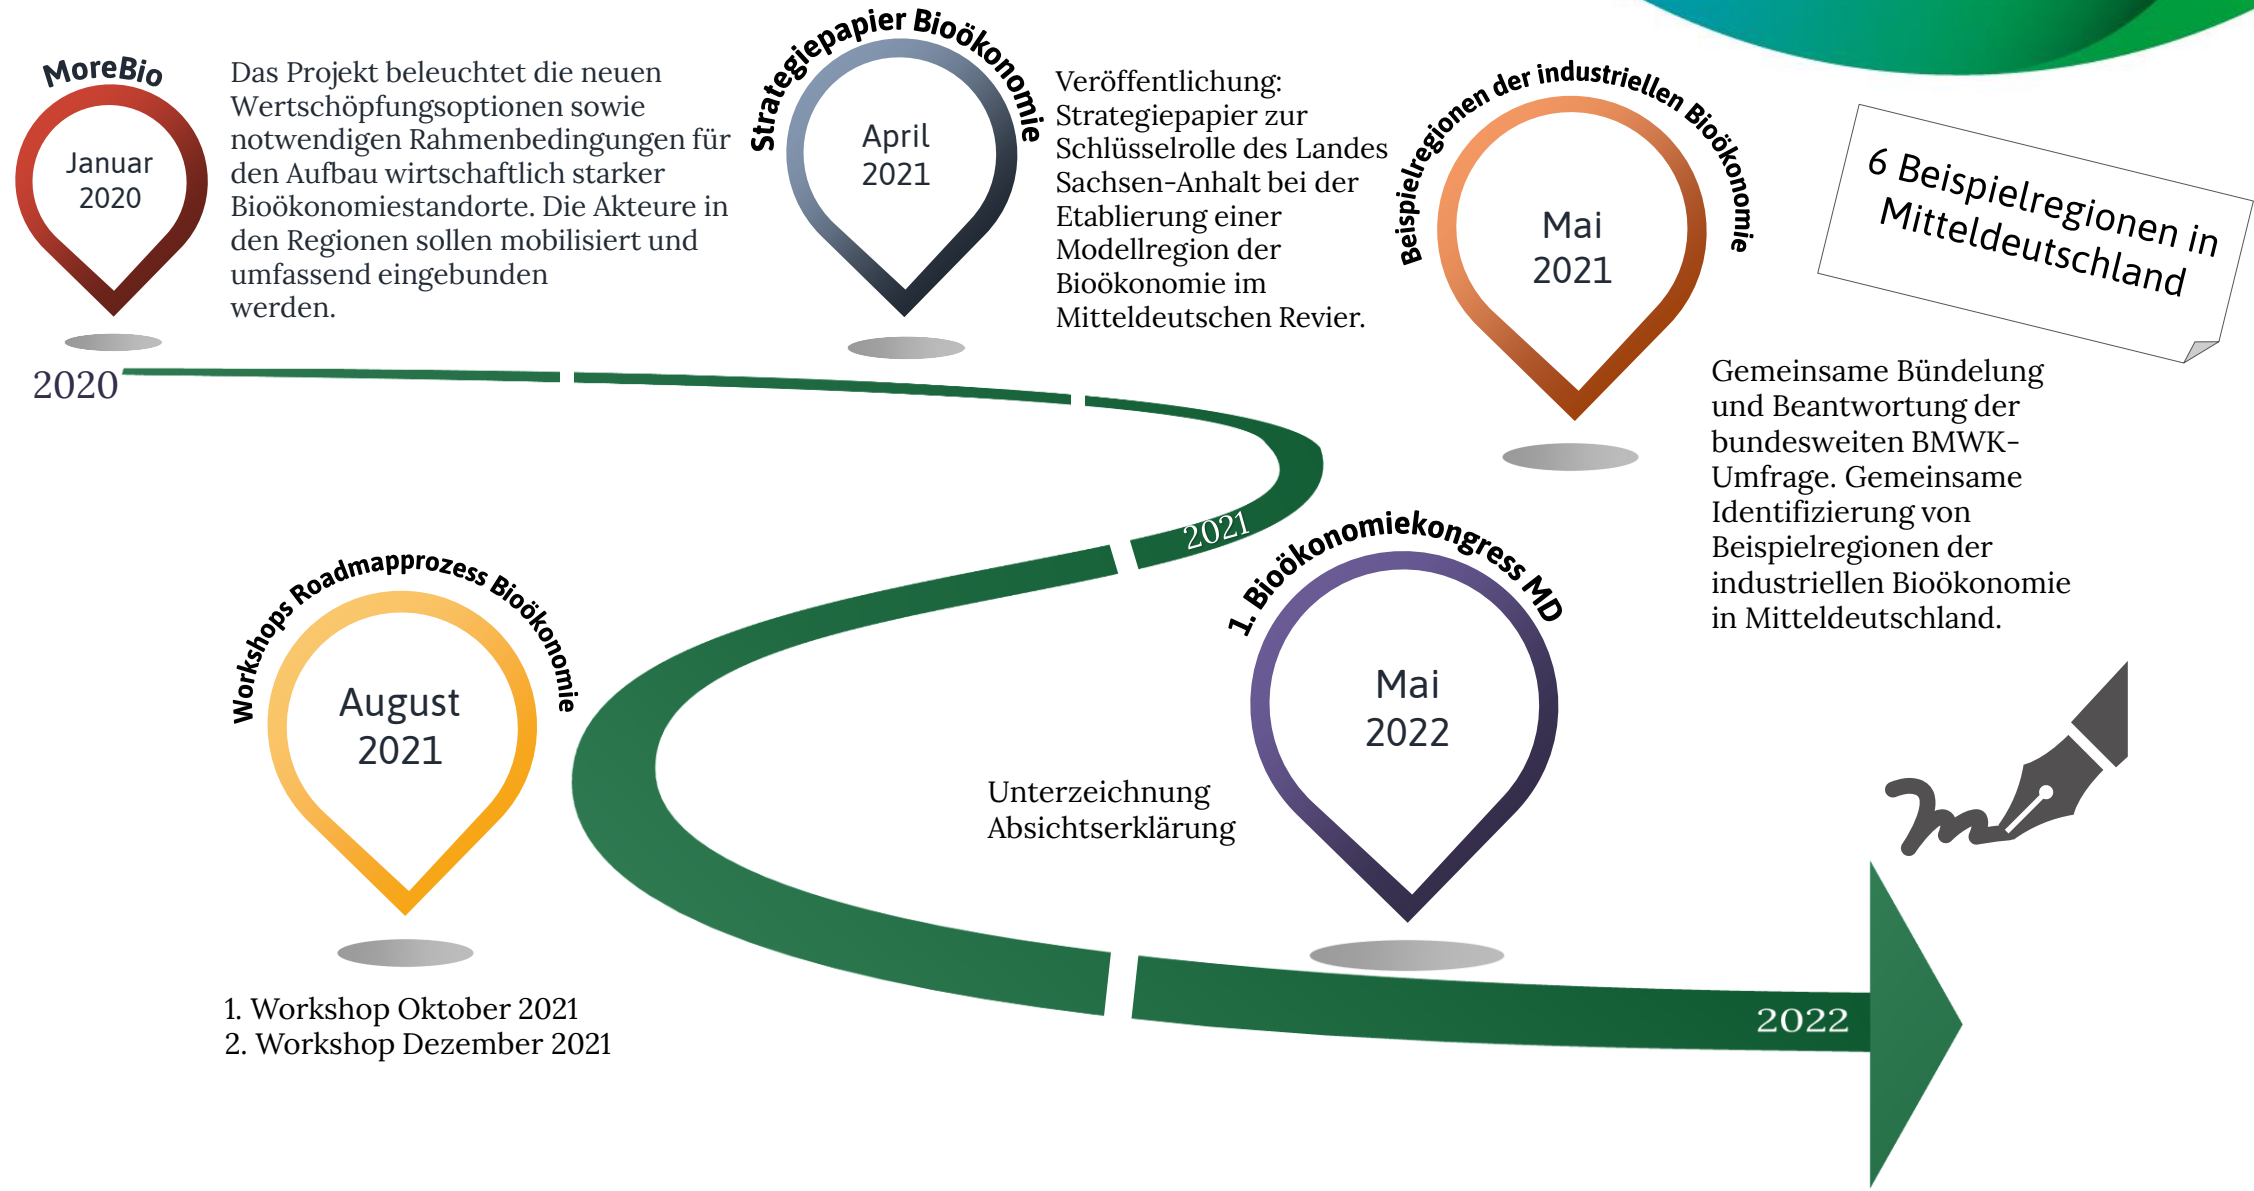 MoreBio
Januar
2020
Das Projekt beleuchtet die neuen
Wertschöpfungsoptionen sowie
notwendigen Rahmenbedingungen für
den Aufbau wirtschaftlich starker
Bioökonomiestandorte. Die Akteure in
den Regionen sollen mobilisiert und
umfassend eingebunden
werden.
Strategiepapier Bioökonomie
April
2021
Veröffentlichung:
Strategiepapier zur
Schlüsselrolle des Landes
Sachsen-Anhalt bei der
Etablierung einer
Modellregion der
Bioökonomie im
Mitteldeutschen Revier.
Beispielregionen der industriellen Bioökonomie
Mai
2021
6 Beispielregionen in
Mitteldeutschland
Gemeinsame Bündelung
und Beantwortung der
bundesweiten BMWK-
Umfrage. Gemeinsame
Identifizierung von
Beispielregionen der
industriellen Bioökonomie
in Mitteldeutschland.
2020
2021
Workshops Roadmapprozess Bioökonomie
August
2021
1. Workshop Oktober 2021
2. Workshop Dezember 2021
1. Bioökonomiekongress MD
Mai
2022
Unterzeichnung
Absichtserklärung
2022